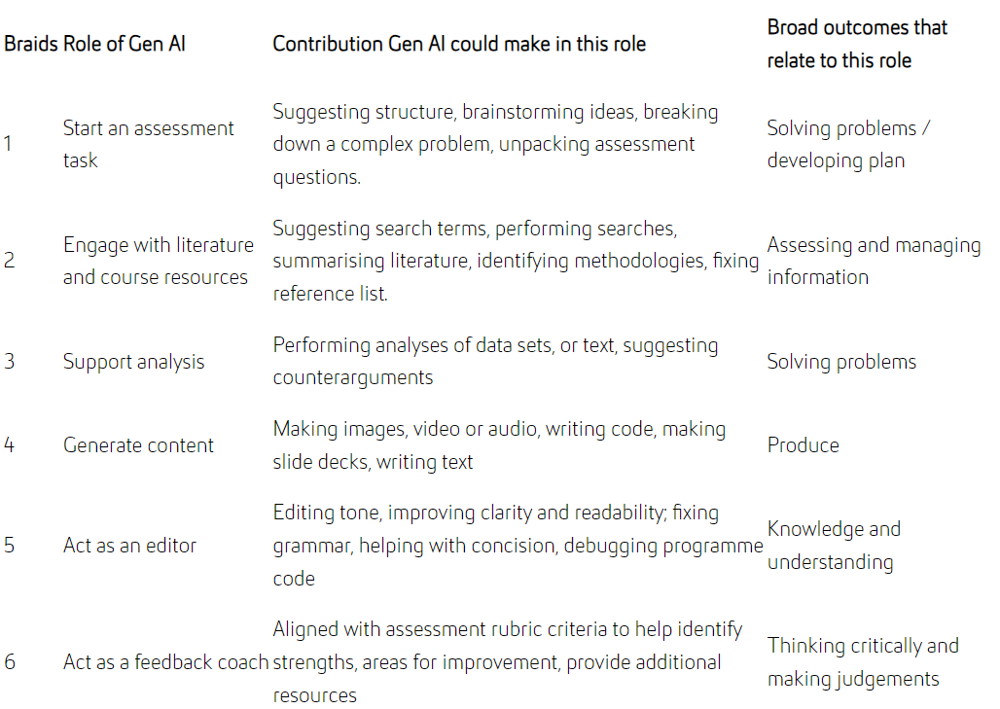 Braids Role of Gen AI Contribution Gen AI could make in this role Broad outcomes that
relate to this role
1 Start an assessment
task
Suggesting structure, brainstorming ideas, breaking
down a complex problem, unpacking assessment
questions.
Solving problems /
developing plan
2 Engage with literature
and course resources
Suggesting search terms, performing searches,
summarising literature, identifying methodologies, fixing
reference list.
Assessing and managing
information
3 Support analysis
Performing analyses of data sets, or text, suggesting
counterarguments
Solving problems
4 Generate content
Making images, video or audio, writing code, making
slide decks, writing text
Produce
5 Act as an editor
Editing tone, improving clarity and readability; fixing
grammar, helping with concision, debugging programme
code
Knowledge and
understanding
6 Act as a feedback coach
Aligned with assessment rubric criteria to help identify
strengths, areas for improvement, provide additional
resources
Thinking critically and
making judgements